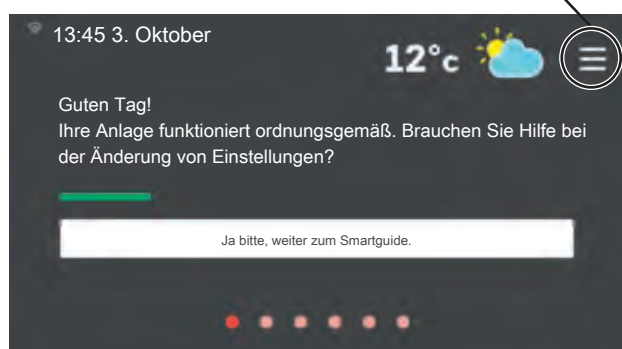 13:45 3. Oktober
12°c
Guten Tag!
Ihre Anlage funktioniert ordnungsgemäß. Brauchen Sie Hilfe bei
der Änderung von Einstellungen?
Ja bitte, weiter zum Smartguide.